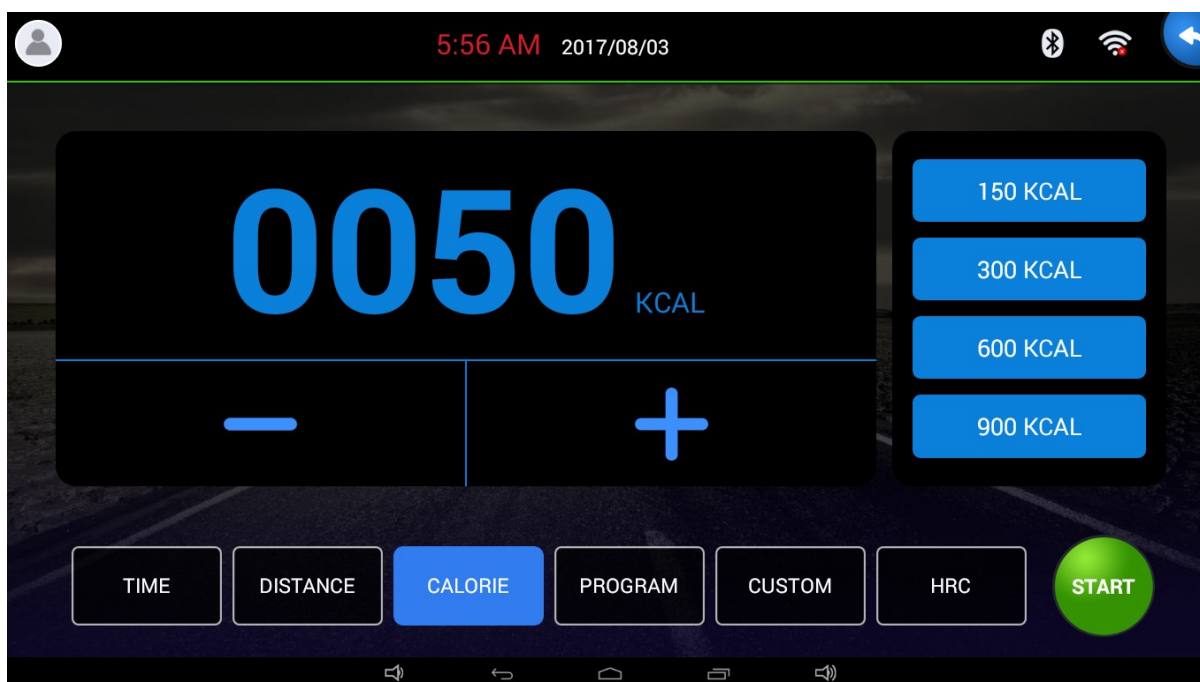 5:56 AM 2017/08/03
0050 KCAL
150 KCAL
300 KCAL
600 KCAL
900 KCAL
TIME DISTANCE CALORIE PROGRAM CUSTOM HRC START